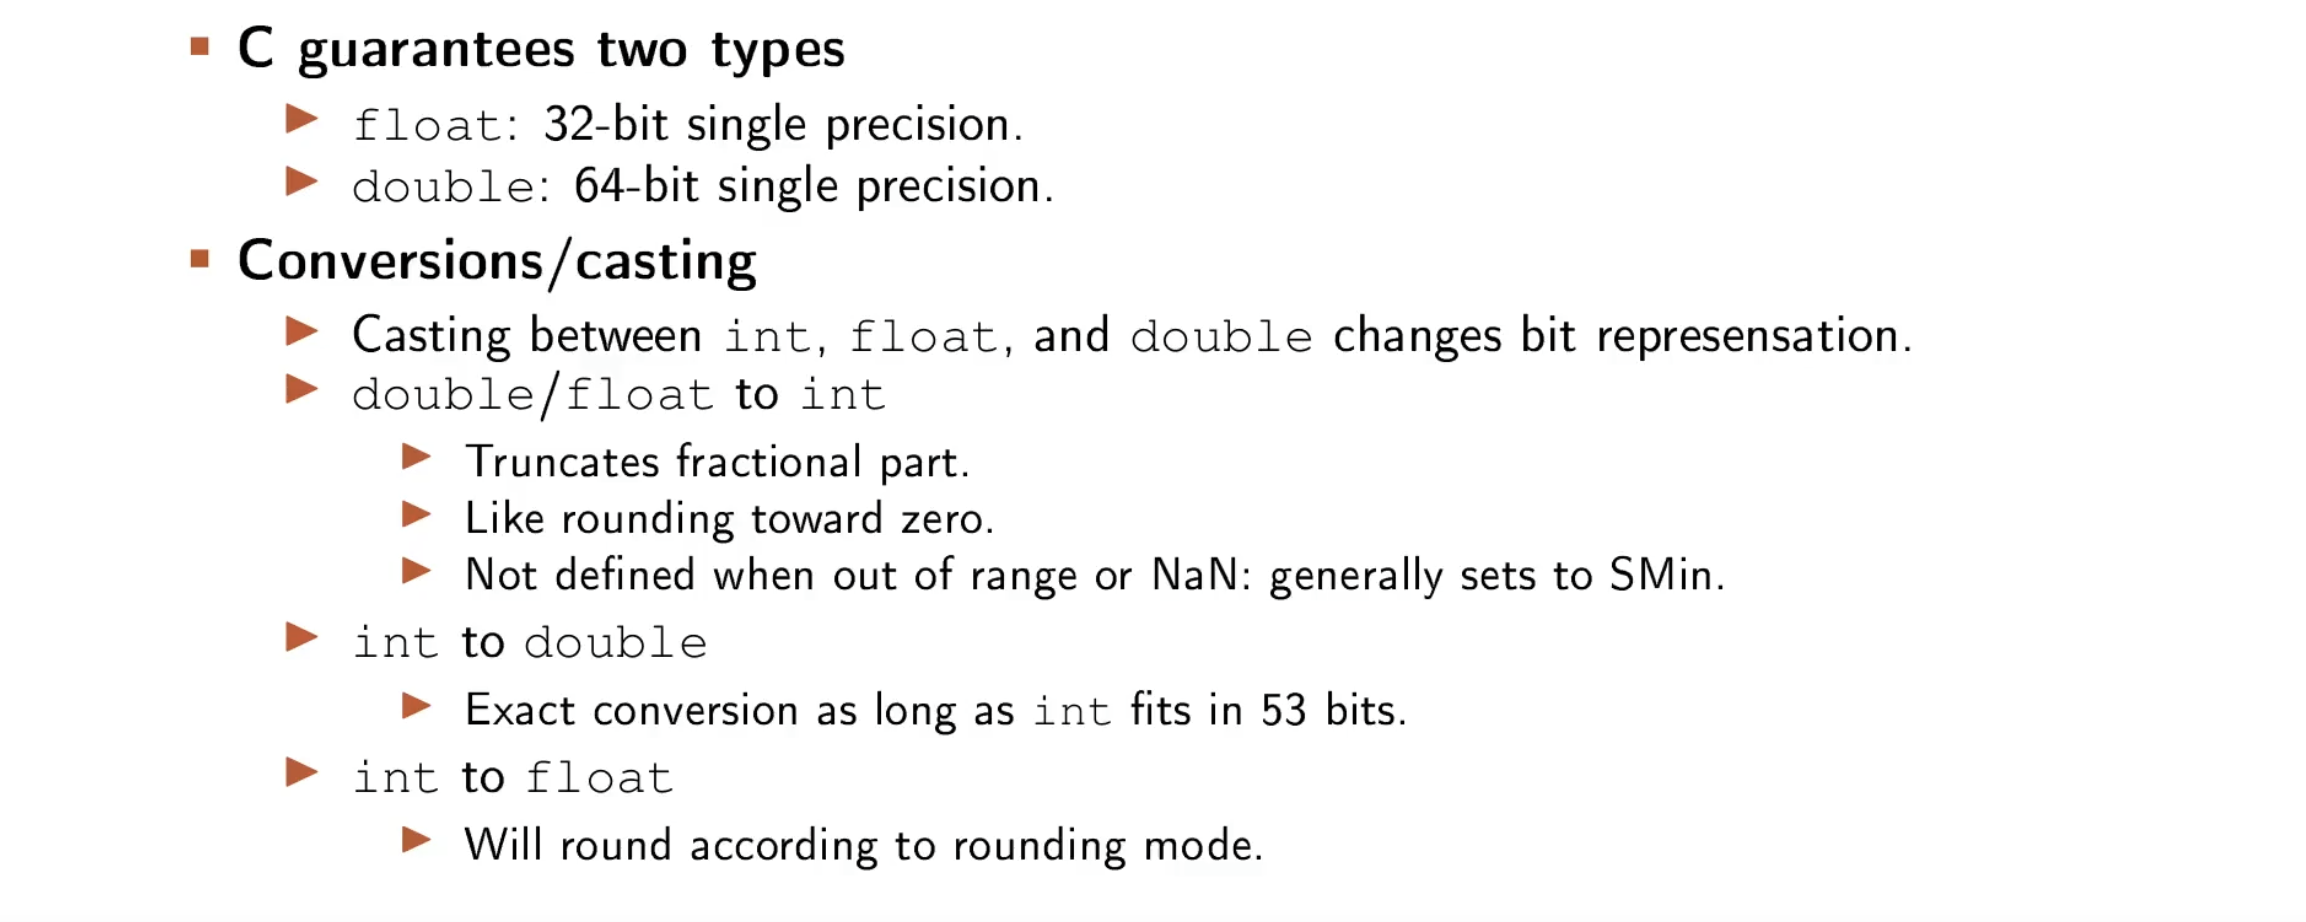 C guarantees two types
float: 32-bit single precision.
double: 64-bit single precision.
Conversions/casting
Casting between int, float, and double changes bit represensation.
double/float to int
Truncates fractional part.
Like rounding toward zero.
Not defined when out of range or NaN: generally sets to SMin.
int to double
Exact conversion as long as int fits in 53 bits.
int to float
Will round according to rounding mode.